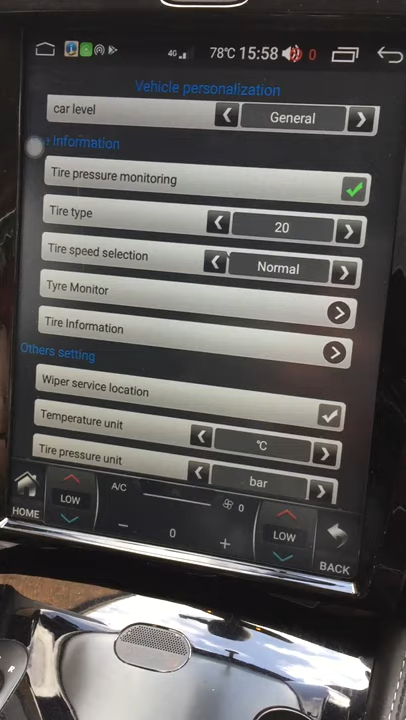 4G 78℃ 15:58 0
Vehicle personalization
car level General
Information
Tire pressure monitoring
Tire type 20
Tire speed selection Normal
Tyre Monitor
Tire Information
Others setting
Wiper service location
Temperature unit ℃
Tire pressure unit bar
HOME LOW A/C 0 LOW BACK
− 0 +
R